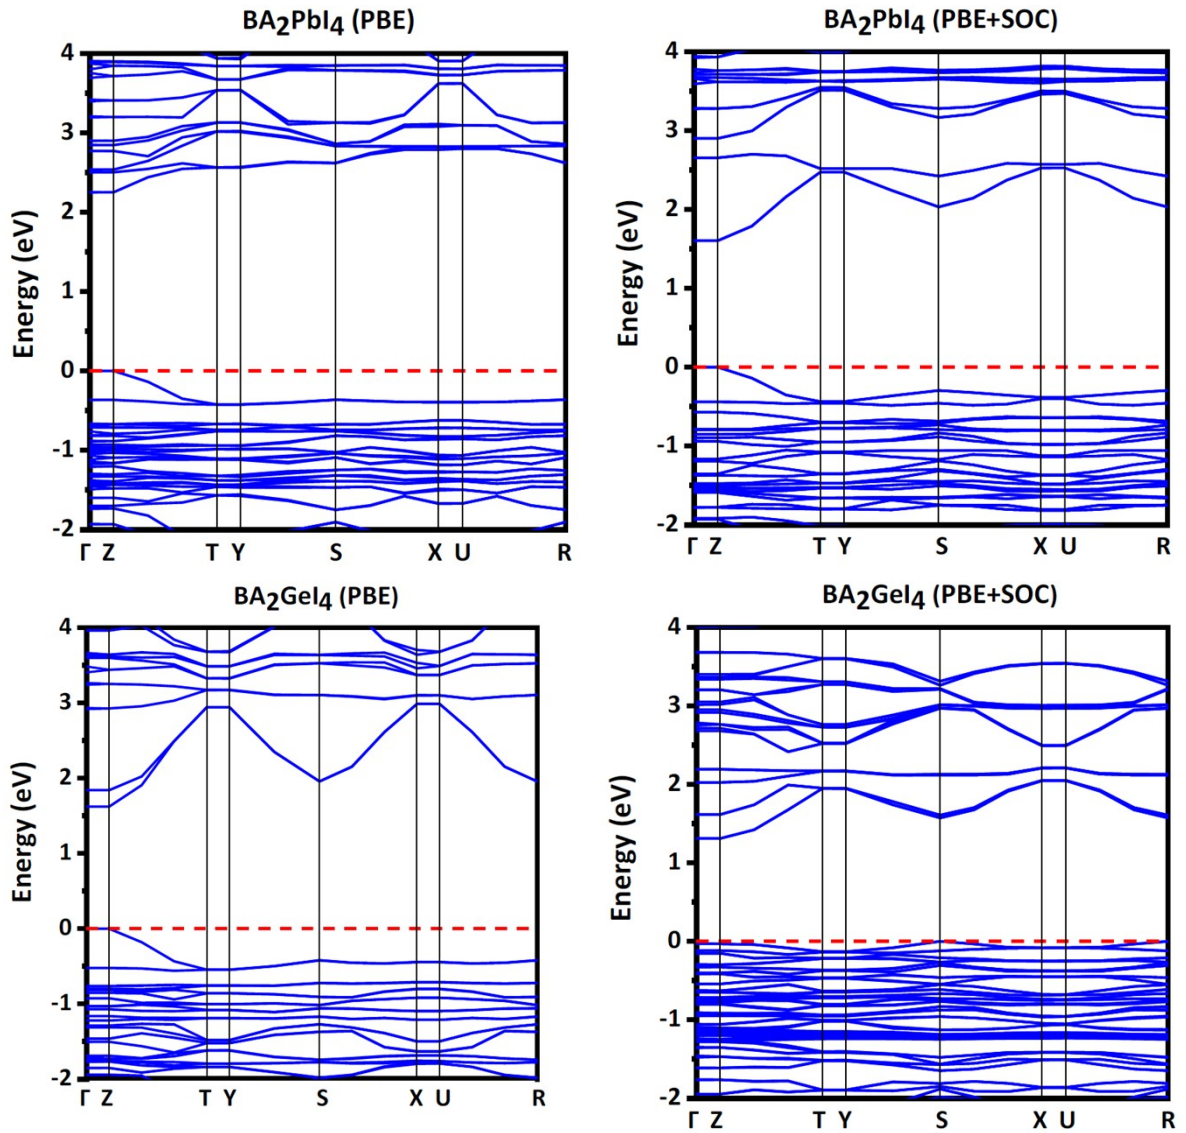 BA₂PbI₄ (PBE)
4
3
2
1
0
-1
-2
Energy (eV)
Γ Z T Y S X U R
BA₂PbI₄ (PBE+SOC)
4
3
2
1
0
-1
-2
Energy (eV)
Γ Z T Y S X U R
BA₂GeI₄ (PBE)
4
3
2
1
0
-1
-2
Energy (eV)
Γ Z T Y S X U R
BA₂GeI₄ (PBE+SOC)
4
3
2
1
0
-1
-2
Energy (eV)
Γ Z T Y S X U R